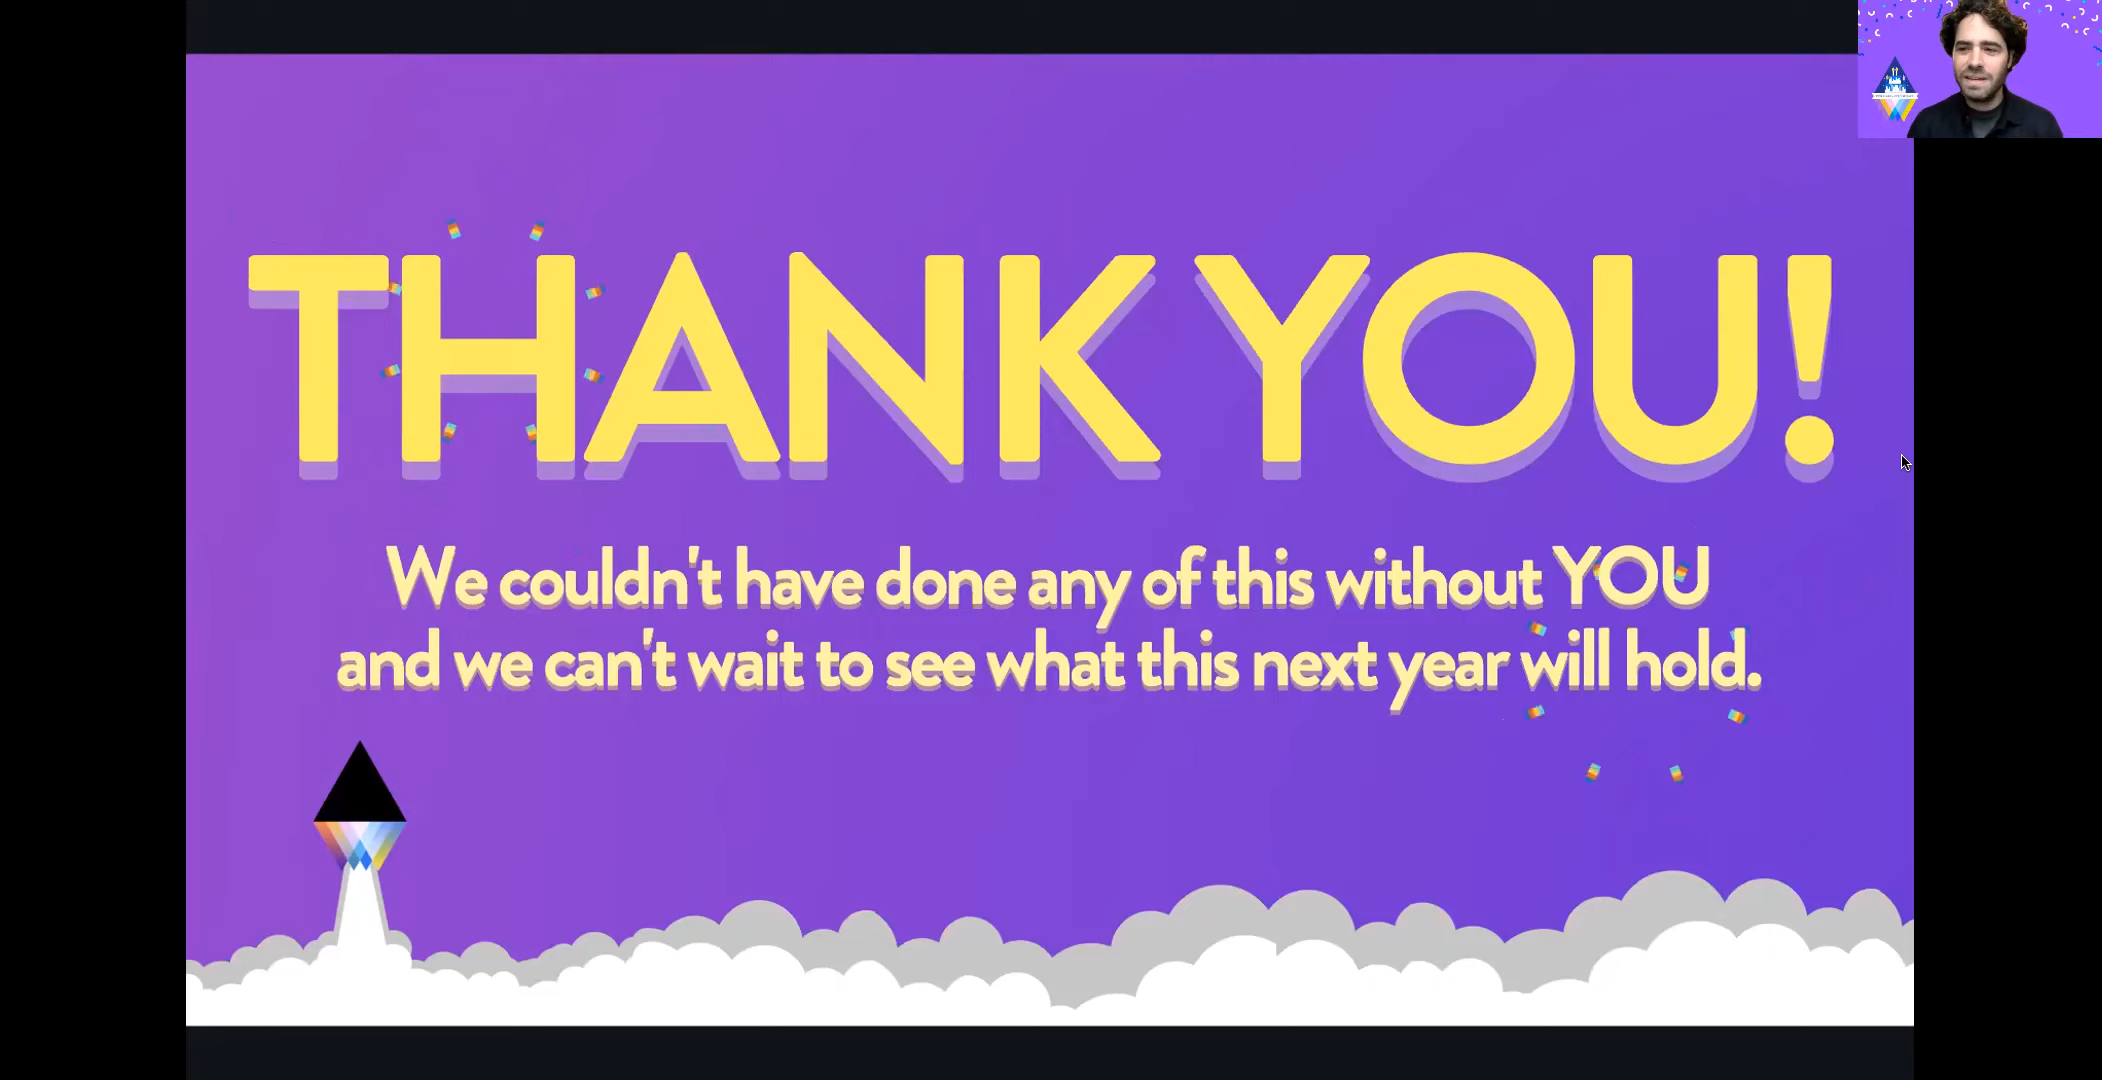 THANK YOU!
We couldn't have done any of this without YOU
and we can't wait to see what this next year will hold.